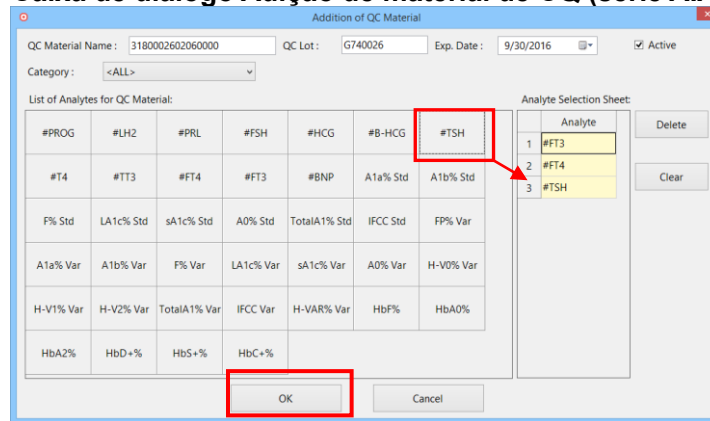 Caixa de diálogo
Addition of QC Material
QC Material Name : 3180002602060000 QC Lot : G740026 Exp. Date : 9/30/2016 Active
Category : <ALL>
List of Analytes for QC Material: Analyte Selection Sheet:
#PROG #LH2 #PRL #FSH #HCG #B-HCG #TSH
#T4 #TT3 #FT4 #FT3 #BNP A1a% Std A1b% Std
F% Std LA1c% Std sA1c% Std A0% Std TotalA1% Std IFCC Std FP% Var
A1a% Var A1b% Var F% Var LA1c% Var sA1c% Var A0% Var H-V0% Var
H-V1% Var H-V2% Var TotalA1% Var IFCC Var H-VAR% Var HbF% HbA0%
HbA2% HbD+% HbS+% HbC+%
Analyte
1 #FT3
2 #FT4
3 #TSH
Delete
Clear
OK Cancel